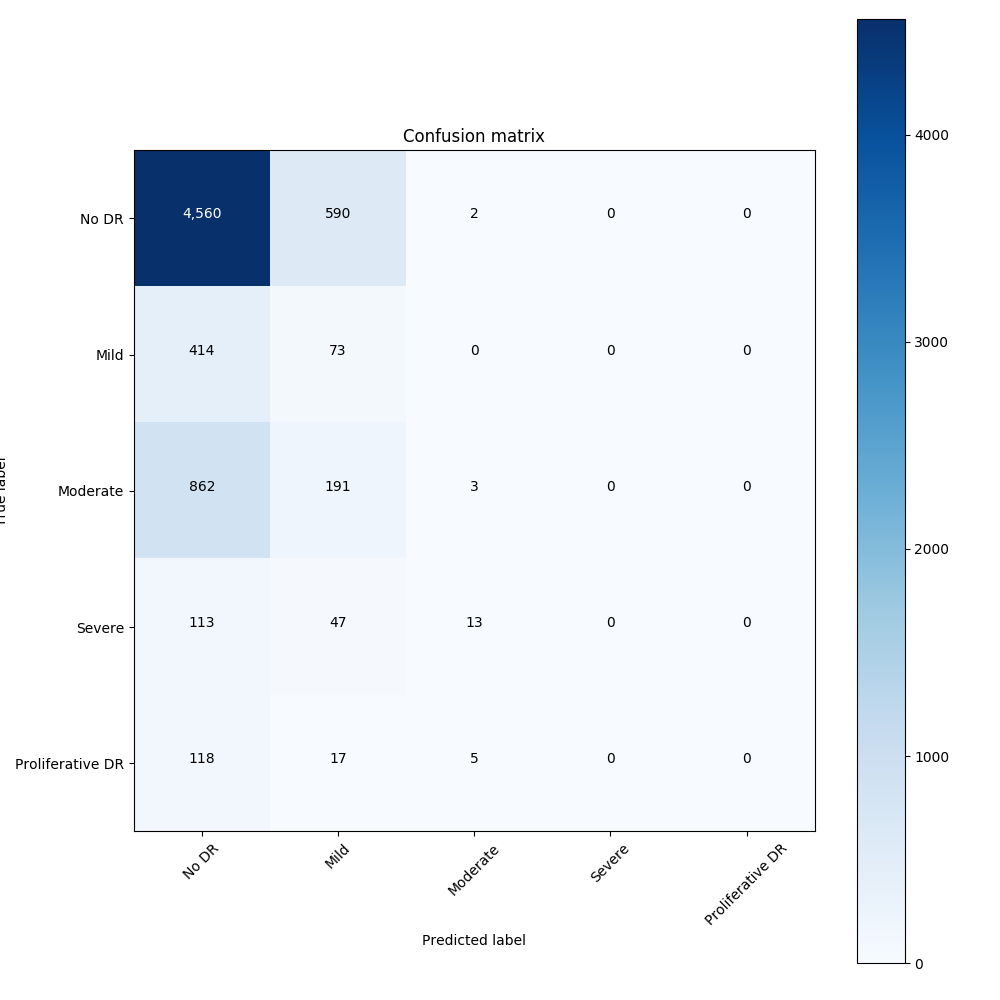 Confusion matrix
No DR 4,560 590 2 0 0
Mild 414 73 0 0 0
Moderate 862 191 3 0 0
Severe 113 47 13 0 0
Proliferative DR 118 17 5 0 0
No DR Mild Moderate Severe Proliferative DR
Predicted label
True label
4000
3000
2000
1000
0